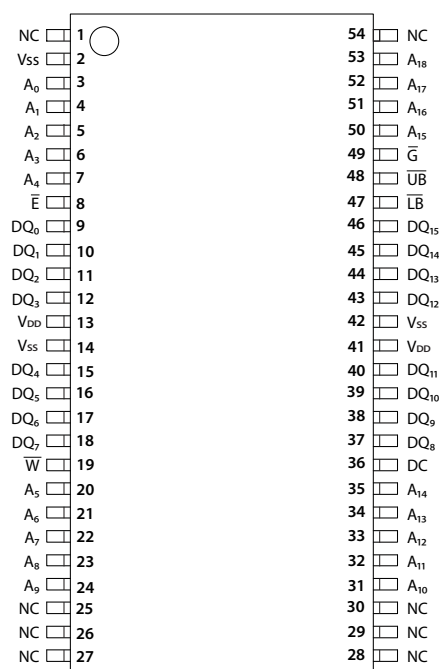 NC 1 54 NC
Vss 2 53 A₁₈
A₀ 3 52 A₁₇
A₁ 4 51 A₁₆
A₂ 5 50 A₁₅
A₃ 6 49 G̅
A₄ 7 48 U̅B̅
E̅ 8 47 L̅B̅
DQ₀ 9 46 DQ₁₅
DQ₁ 10 45 DQ₁₄
DQ₂ 11 44 DQ₁₃
DQ₃ 12 43 DQ₁₂
VDD 13 42 Vss
Vss 14 41 VDD
DQ₄ 15 40 DQ₁₁
DQ₅ 16 39 DQ₁₀
DQ₆ 17 38 DQ₉
DQ₇ 18 37 DQ₈
W̅ 19 36 DC
A₅ 20 35 A₁₄
A₆ 21 34 A₁₃
A₇ 22 33 A₁₂
A₈ 23 32 A₁₁
A₉ 24 31 A₁₀
NC 25 30 NC
NC 26 29 NC
NC 27 28 NC